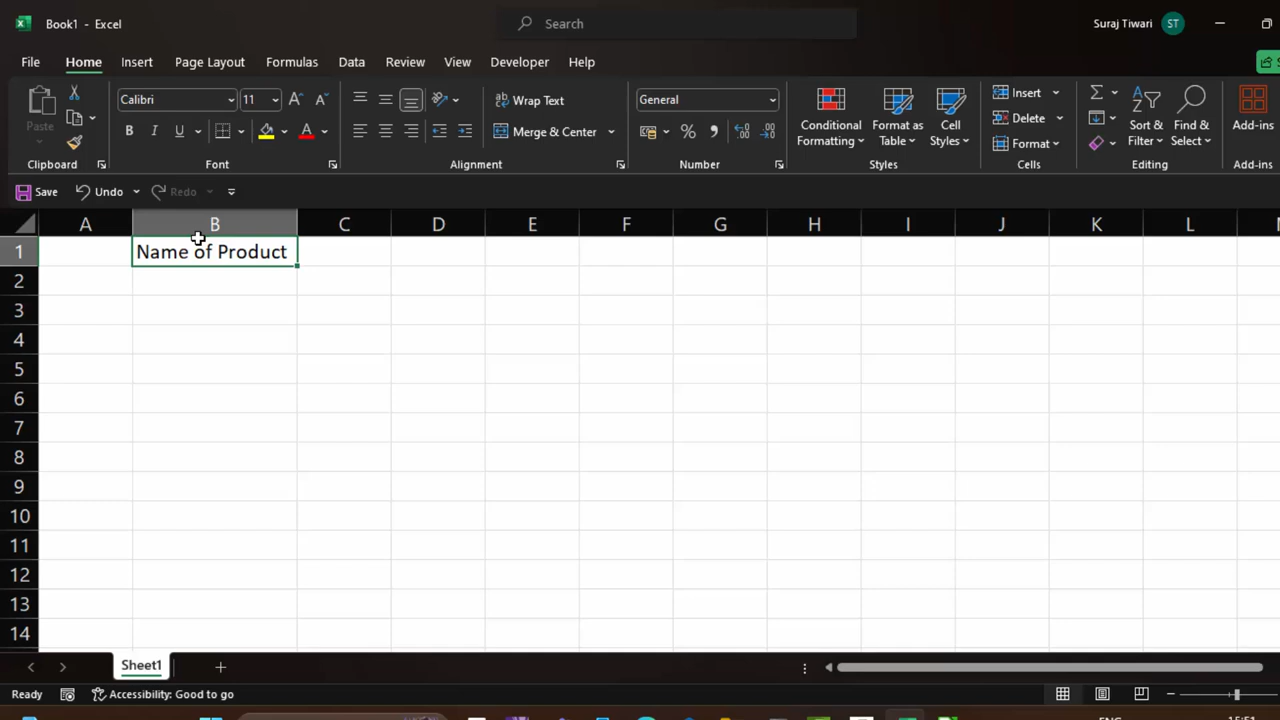 Book1 - Excel
Search
Suraj Tiwari ST
File Home Insert Page Layout Formulas Data Review View Developer Help
Paste
Calibri 11
B I U
Wrap Text
Merge & Center
General
Conditional Formatting
Format as Table
Cell Styles
Insert
Delete
Format
Sort & Filter
Find & Select
Add-ins
Clipboard Font Alignment Number Styles Cells Editing Add-ins
Save Undo Redo
A B C D E F G H I J K L
1 Name of Product
2
3
4
5
6
7
8
9
10
11
12
13
14
Sheet1
Ready Accessibility: Good to go